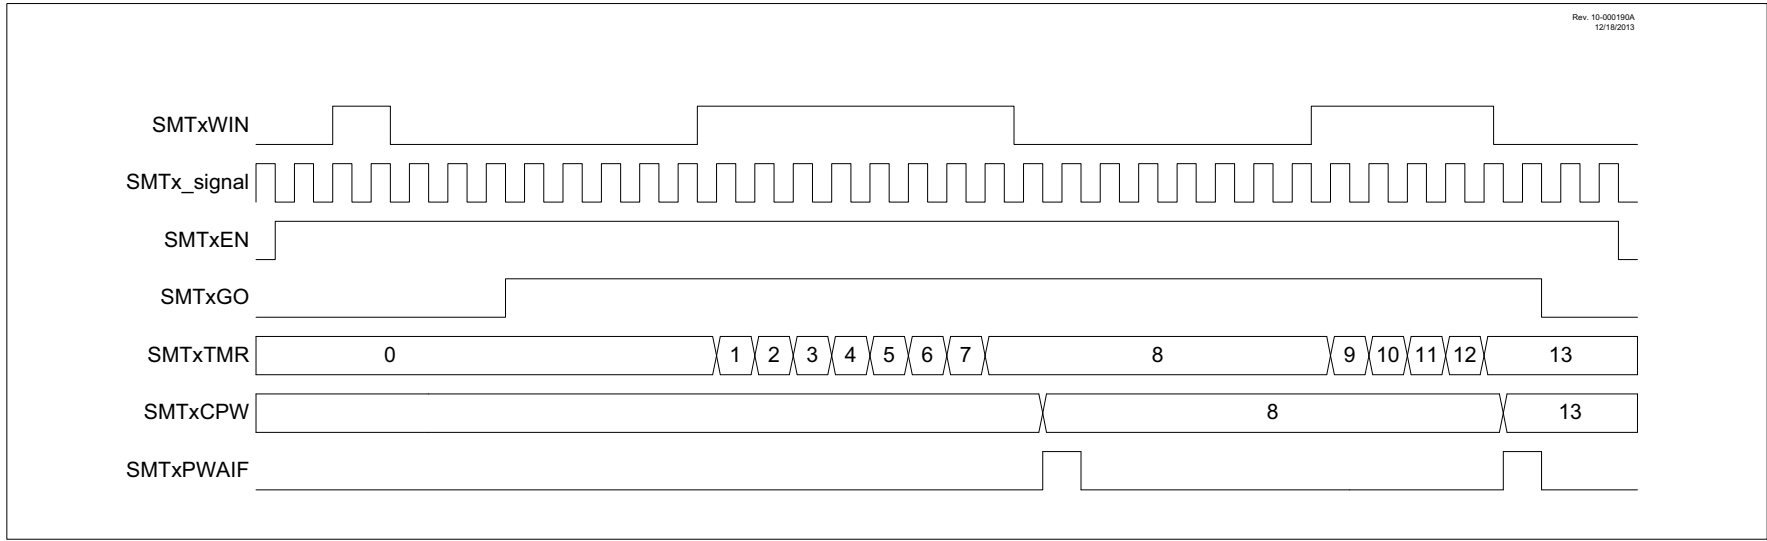 Rev. 10-000190A
12/18/2013
SMTxWIN
SMTx_signal
SMTxEN
SMTxGO
SMTxTMR 0 1 2 3 4 5 6 7 8 9 10 11 12 13
SMTxCPW 8 13
SMTxPWAIF